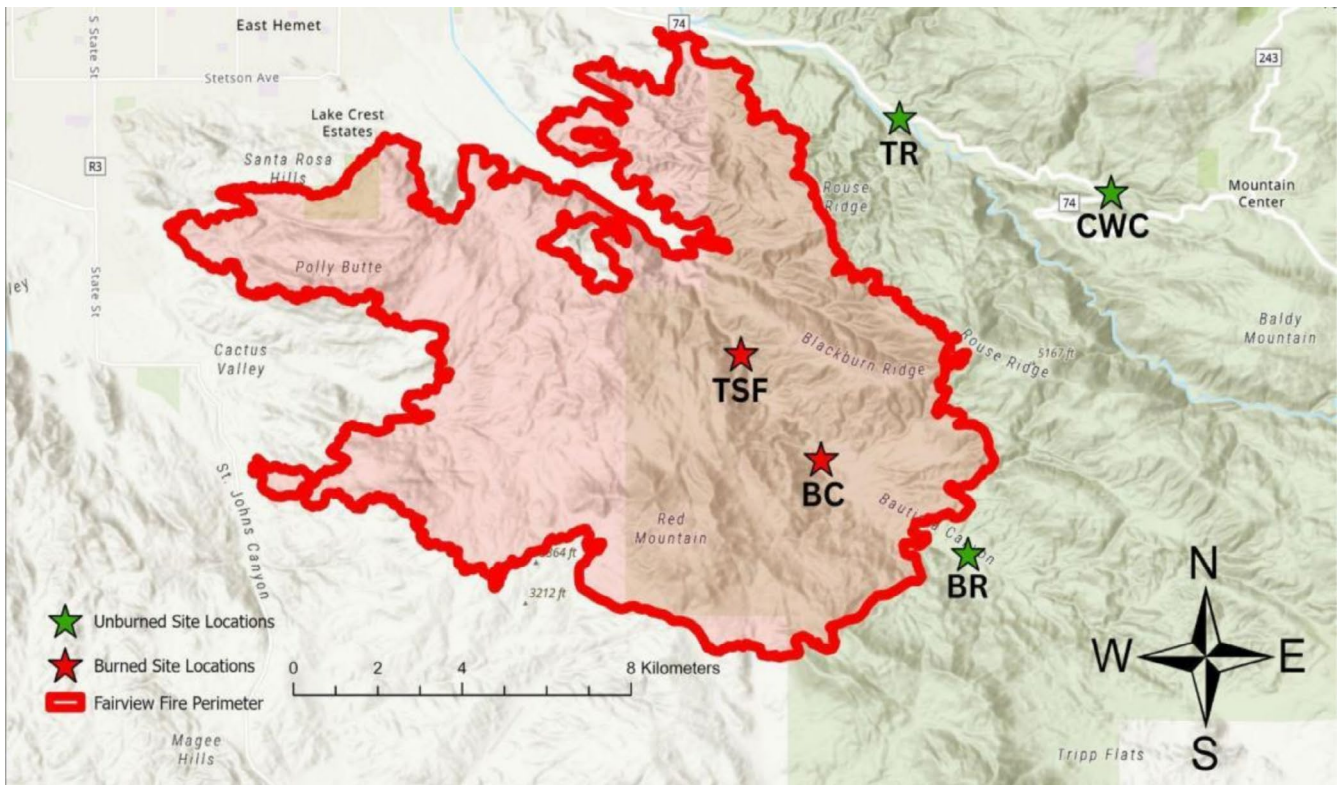 74
East Hemet
S State St
Stetson Ave
243
Lake Crest
Estates
TR
R3
Santa Rosa
Hills
Rouse
Ridge
Mountain
Center
74
CWC
Polly Butte
State St
ley
Baldy
Mountain
Cactus
Valley
Blackburn Ridge
Rouse Ridge
5167 ft
TSF
BC
St. Johns Canyon
Red
Mountain
Canyon
364 ft
3212 ft
BR
N
W
E
S
Unburned Site Locations
Burned Site Locations
Fairview Fire Perimeter
0 2 4 8 Kilometers
Magee
Hills
Tripp Flats